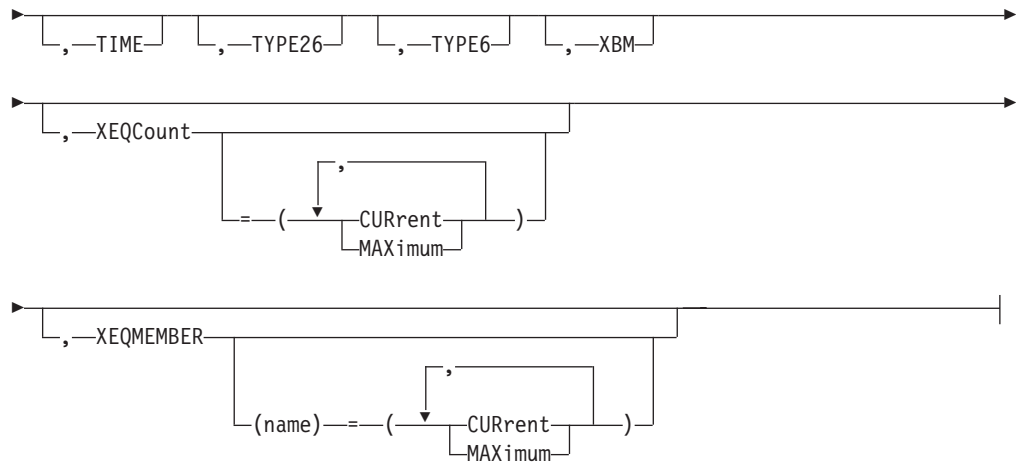 , TIME , TYPE26 , TYPE6 , XBM
, XEQCount
,
= ( CURrent )
MAXimum
, XEQMEMBER
,
(name) = ( CURrent )
MAXimum